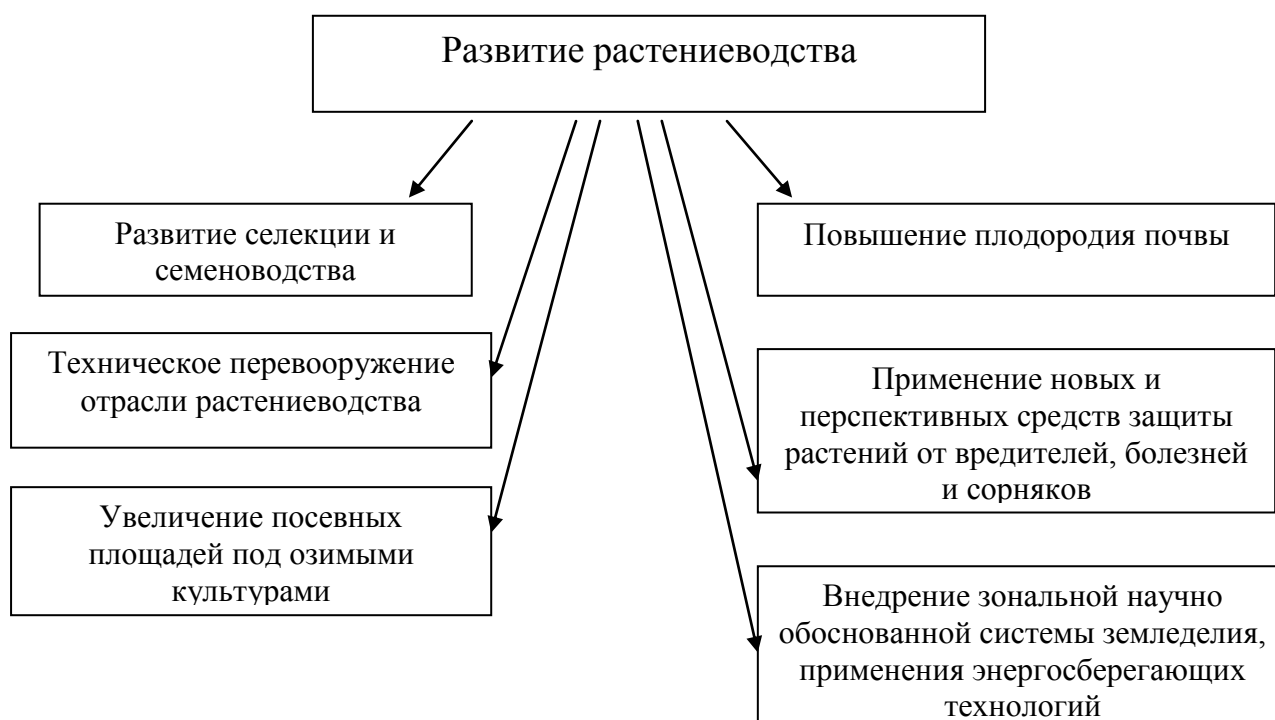 Развитие растениеводства
Развитие селекции и
семеноводства
Техническое перевооружение
отрасли растениеводства
Увеличение посевных
площадей под озимыми
культурами
Повышение плодородия почвы
Применение новых и
перспективных средств защиты
растений от вредителей, болезней
и сорняков
Внедрение зональной научно
обоснованной системы земледелия,
применения энергосберегающих
технологий